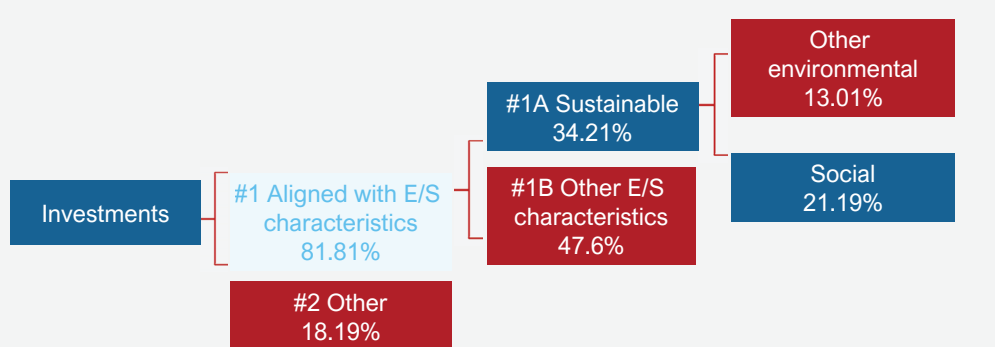 Investments
#1 Aligned with E/S
characteristics
81.81%
#2 Other
18.19%
#1A Sustainable
34.21%
#1B Other E/S
characteristics
47.6%
Other
environmental
13.01%
Social
21.19%